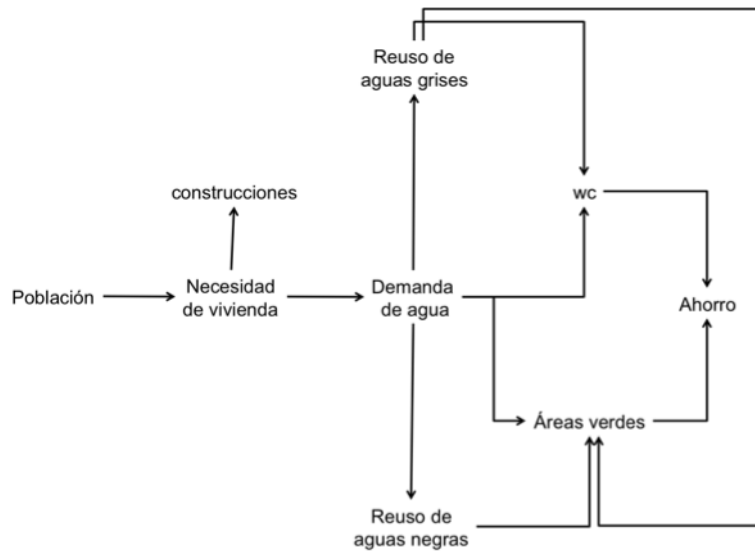 Reuso de
aguas grises
construcciones
wc
Población
Necesidad
de vivienda
Demanda
de agua
Ahorro
Áreas verdes
Reuso de
aguas negras